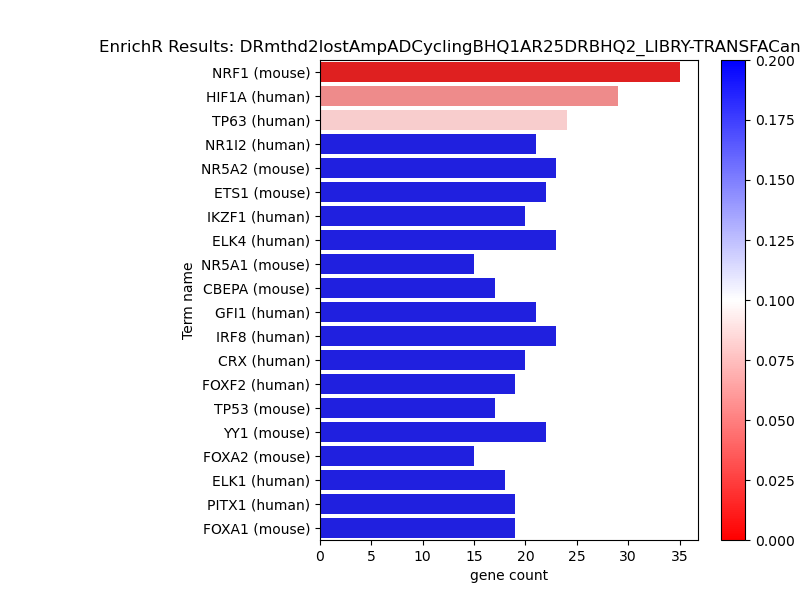 EnrichR Results: DRmthd2lostAmpADCyclingBHQ1AR25DRBHQ2_LIBRY-TRANSFACan
Term name
NRF1 (mouse)
HIF1A (human)
TP63 (human)
NR1I2 (human)
NR5A2 (mouse)
ETS1 (mouse)
IKZF1 (human)
ELK4 (human)
NR5A1 (mouse)
CBEPA (mouse)
GFI1 (human)
IRF8 (human)
CRX (human)
FOXF2 (human)
TP53 (mouse)
YY1 (mouse)
FOXA2 (mouse)
ELK1 (human)
PITX1 (human)
FOXA1 (mouse)
0 5 10 15 20 25 30 35
gene count
0.200
0.175
0.150
0.125
0.100
0.075
0.050
0.025
0.000